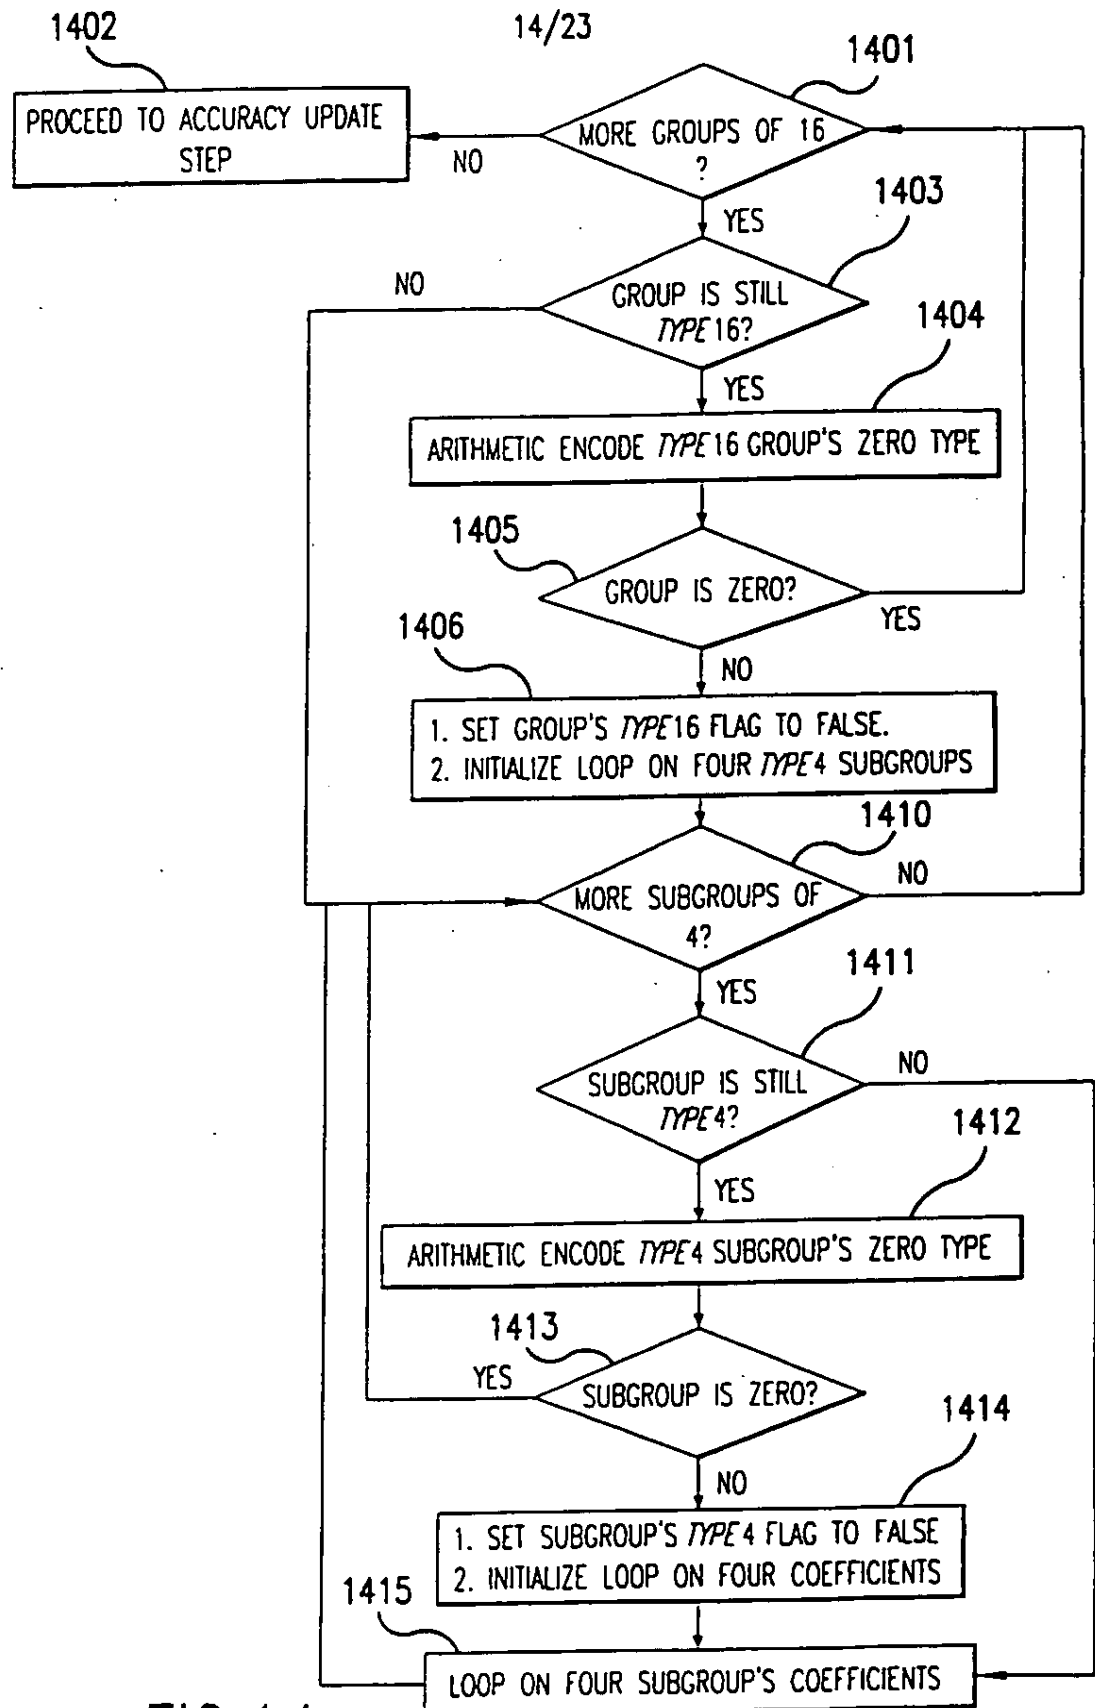 14/23
1402
1401
PROCEED TO ACCURACY UPDATE
STEP
NO
MORE GROUPS OF 16
?
YES
1403
NO
GROUP IS STILL
TYPE 16?
1404
YES
ARITHMETIC ENCODE TYPE 16 GROUP'S ZERO TYPE
1405
GROUP IS ZERO?
YES
1406
NO
1. SET GROUP'S TYPE 16 FLAG TO FALSE.
2. INITIALIZE LOOP ON FOUR TYPE 4 SUBGROUPS
1410
NO
MORE SUBGROUPS OF
4?
YES
1411
NO
SUBGROUP IS STILL
TYPE 4?
1412
YES
ARITHMETIC ENCODE TYPE 4 SUBGROUP'S ZERO TYPE
1413
YES
SUBGROUP IS ZERO?
1414
NO
1. SET SUBGROUP'S TYPE 4 FLAG TO FALSE
2. INITIALIZE LOOP ON FOUR COEFFICIENTS
1415
LOOP ON FOUR SUBGROUP'S COEFFICIENTS